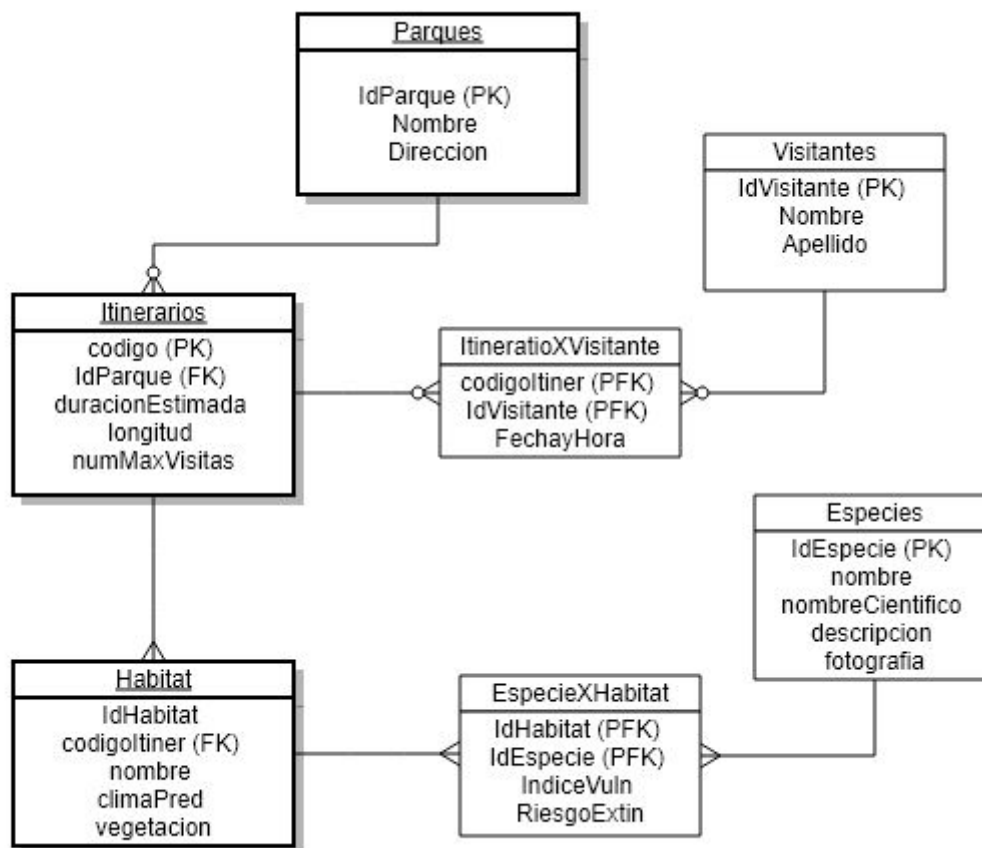 Parques
IdParque (PK)
Nombre
Direccion
Visitantes
IdVisitante (PK)
Nombre
Apellido
Itinerarios
codigo (PK)
IdParque (FK)
duracionEstimada
longitud
numMaxVisitas
ItineratioXVisitante
codigoItiner (PFK)
IdVisitante (PFK)
FechayHora
Especies
IdEspecie (PK)
nombre
nombreCientifico
descripcion
fotografia
Habitat
IdHabitat
codigoItiner (FK)
nombre
climaPred
vegetacion
EspecieXHabitat
IdHabitat (PFK)
IdEspecie (PFK)
IndiceVuln
RiesgoExtin